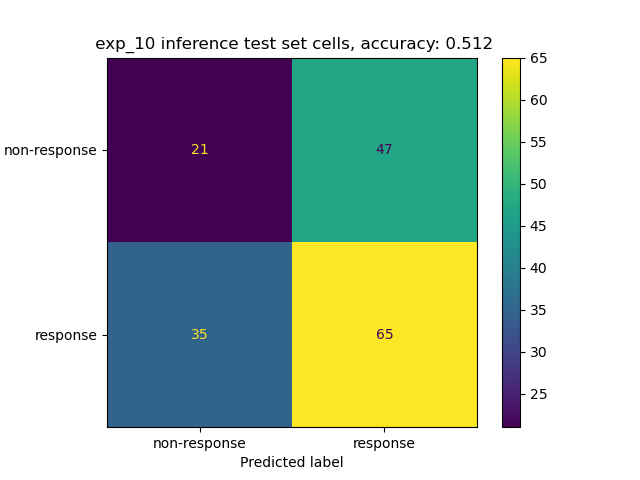 exp_10 inference test set cells, accuracy: 0.512
non-response
21
47
response
35
65
non-response
response
Predicted label
65
60
55
50
45
40
35
30
25